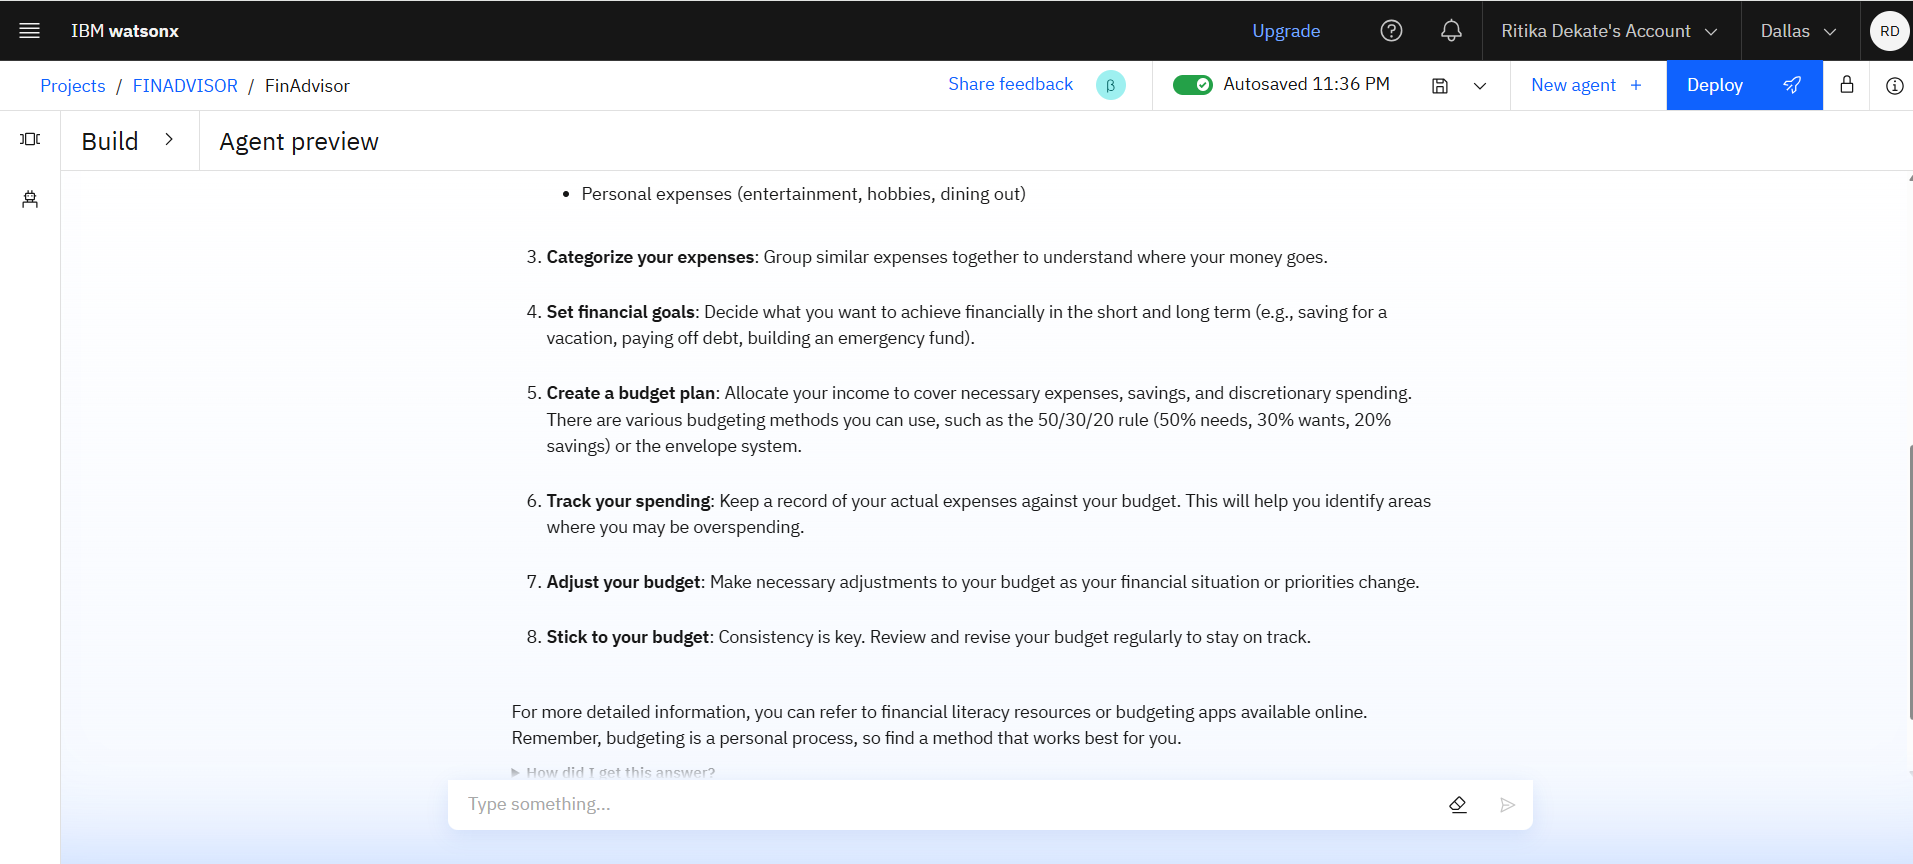 IBM watsonx
Upgrade
Ritika Dekate's Account
Dallas
RD
Projects / FINADVISOR / FinAdvisor
Share feedback
β
Autosaved 11:36 PM
New agent +
Deploy
Build
Agent preview
• Personal expenses (entertainment, hobbies, dining out)
3. Categorize your expenses: Group similar expenses together to understand where your money goes.
4. Set financial goals: Decide what you want to achieve financially in the short and long term (e.g., saving for a
vacation, paying off debt, building an emergency fund).
5. Create a budget plan: Allocate your income to cover necessary expenses, savings, and discretionary spending.
There are various budgeting methods you can use, such as the 50/30/20 rule (50% needs, 30% wants, 20%
savings) or the envelope system.
6. Track your spending: Keep a record of your actual expenses against your budget. This will help you identify areas
where you may be overspending.
7. Adjust your budget: Make necessary adjustments to your budget as your financial situation or priorities change.
8. Stick to your budget: Consistency is key. Review and revise your budget regularly to stay on track.
For more detailed information, you can refer to financial literacy resources or budgeting apps available online.
Remember, budgeting is a personal process, so find a method that works best for you.
How did I get this answer?
Type something...